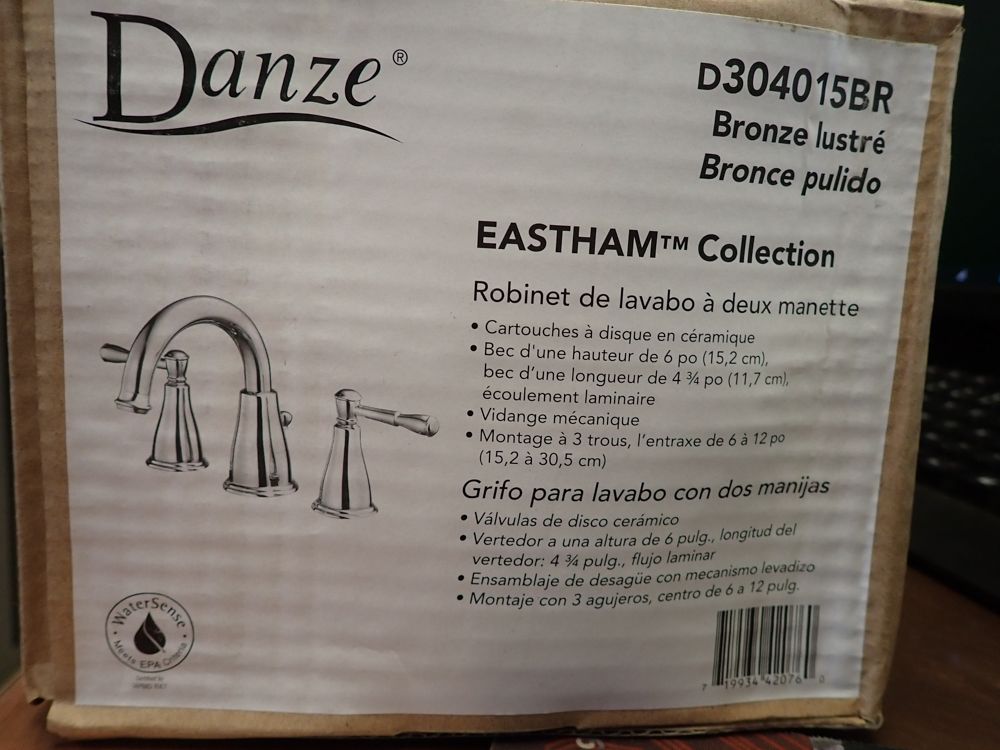 Danze®
D304015BR
Bronze lustré
Bronce pulido
EASTHAM™ Collection
Robinet de lavabo à deux manette
• Cartouches à disque en céramique
• Bec d'une hauteur de 6 po (15,2 cm),
bec d'une longueur de 4 ¾ po (11,7 cm),
écoulement laminaire
• Vidange mécanique
• Montage à 3 trous, l'entraxe de 6 à 12 po
(15,2 à 30,5 cm)
Grifo para lavabo con dos manijas
• Válvulas de disco cerámico
• Vertedor a una altura de 6 pulg., longitud del
vertedor: 4 ¾ pulg., flujo laminar
• Ensamblaje de desagüe con mecanismo levadizo
• Montaje con 3 agujeros, centro de 6 a 12 pulg.
WaterSense
Meets EPA Criteria
7 19934 42076 0